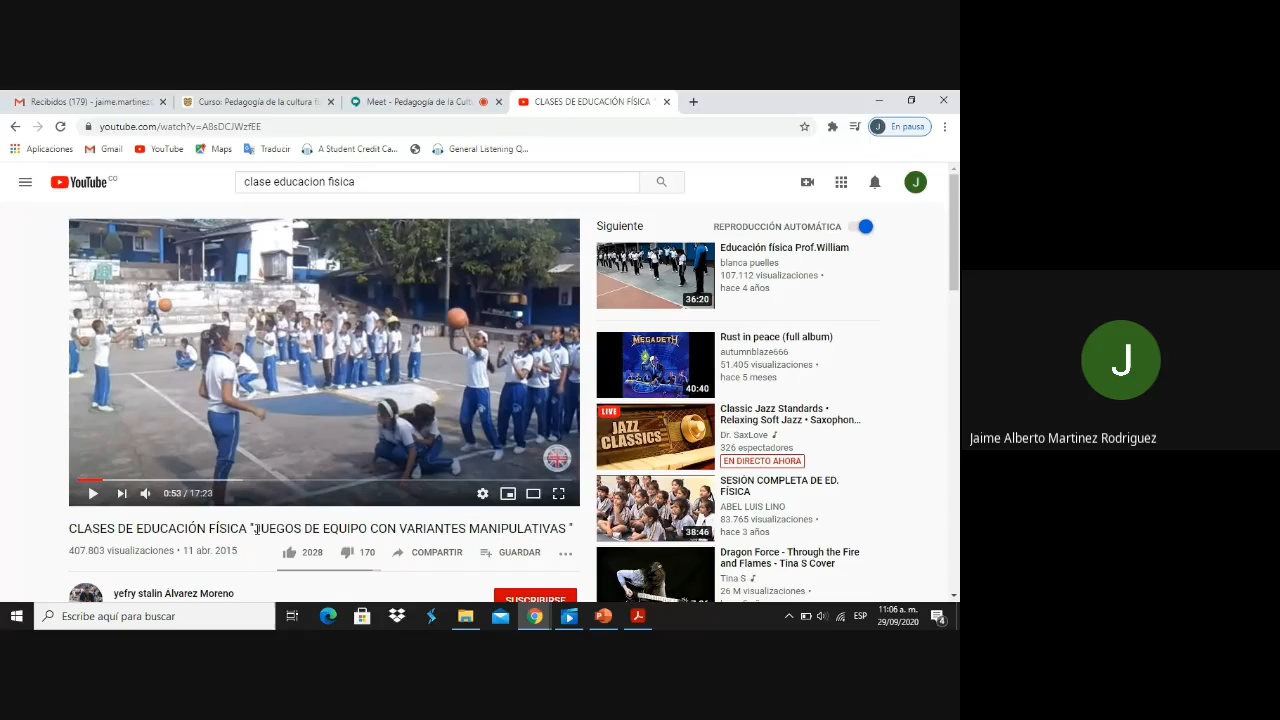 Recibidos (179) - jaime.martinez
Curso: Pedagogía de la cultura f
Meet - Pedagogía de la Cult
CLASES DE EDUCACIÓN FÍSICA "
youtube.com/watch?v=A8sDCJWzfEE
En pausa
Aplicaciones
Gmail
YouTube
Maps
Traducir
A Student Credit Ca...
General Listening Q...
YouTube CO
clase educacion fisica
J
0:53 / 17:23
CLASES DE EDUCACIÓN FÍSICA "JUEGOS DE EQUIPO CON VARIANTES MANIPULATIVAS "
407.803 visualizaciones • 11 abr. 2015
2028
170
COMPARTIR
GUARDAR
yefry stalin Alvarez Moreno
SUSCRIBIRSE
Siguiente
REPRODUCCIÓN AUTOMÁTICA
36:20
Educación física Prof.William
blanca puelles
107.112 visualizaciones •
hace 4 años
MEGADETH
40:40
Rust in peace (full album)
autumnblaze666
51.405 visualizaciones •
hace 5 meses
LIVE
JAZZ
CLASSICS
Classic Jazz Standards •
Relaxing Soft Jazz • Saxophon...
Dr. SaxLove
326 espectadores
EN DIRECTO AHORA
38:46
SESIÓN COMPLETA DE ED.
FÍSICA
ABEL LUIS LINO
83.765 visualizaciones •
hace 3 años
Dragon Force - Through the Fire
and Flames - Tina S Cover
Tina S
26 M visualizaciones •
Escribe aquí para buscar
ESP
11:06 a. m.
29/09/2020
4
J
Jaime Alberto Martinez Rodriguez